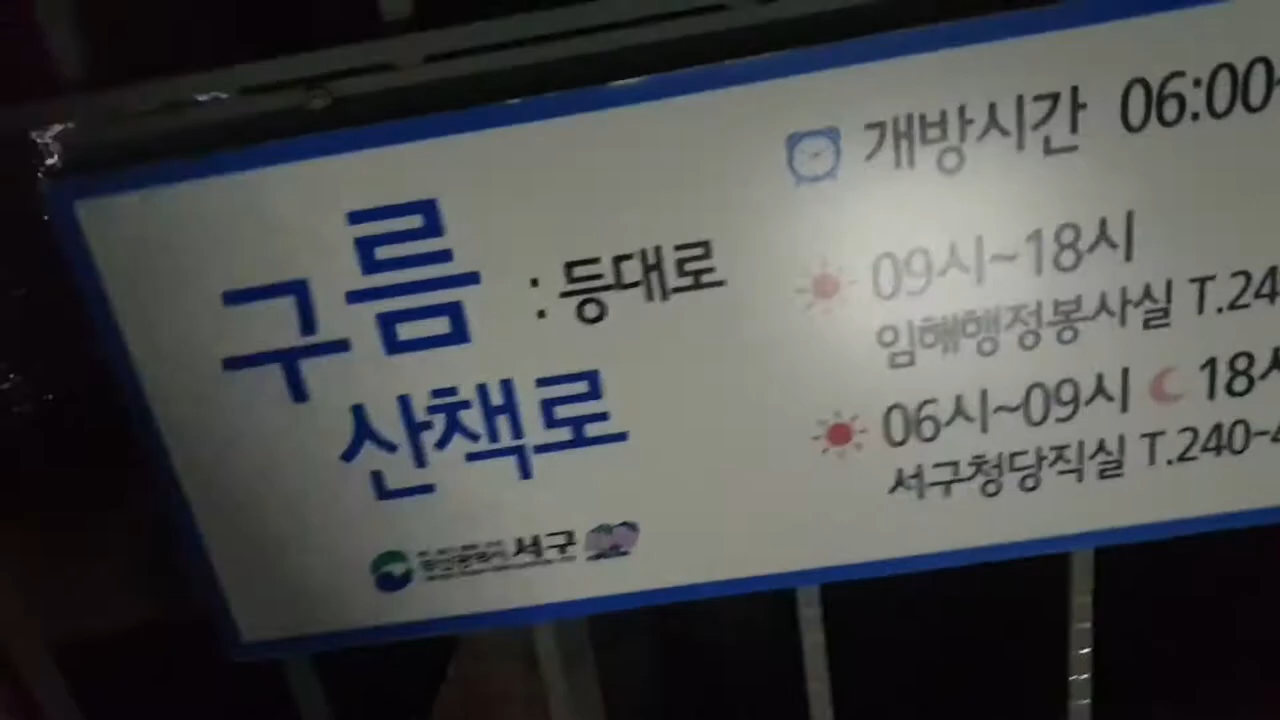 구름 : 등대로
산책로
서구
개방시간 06:00
09시~18시
임해행정봉사실 T.24
06시~09시 18시
서구청당직실 T.240-4